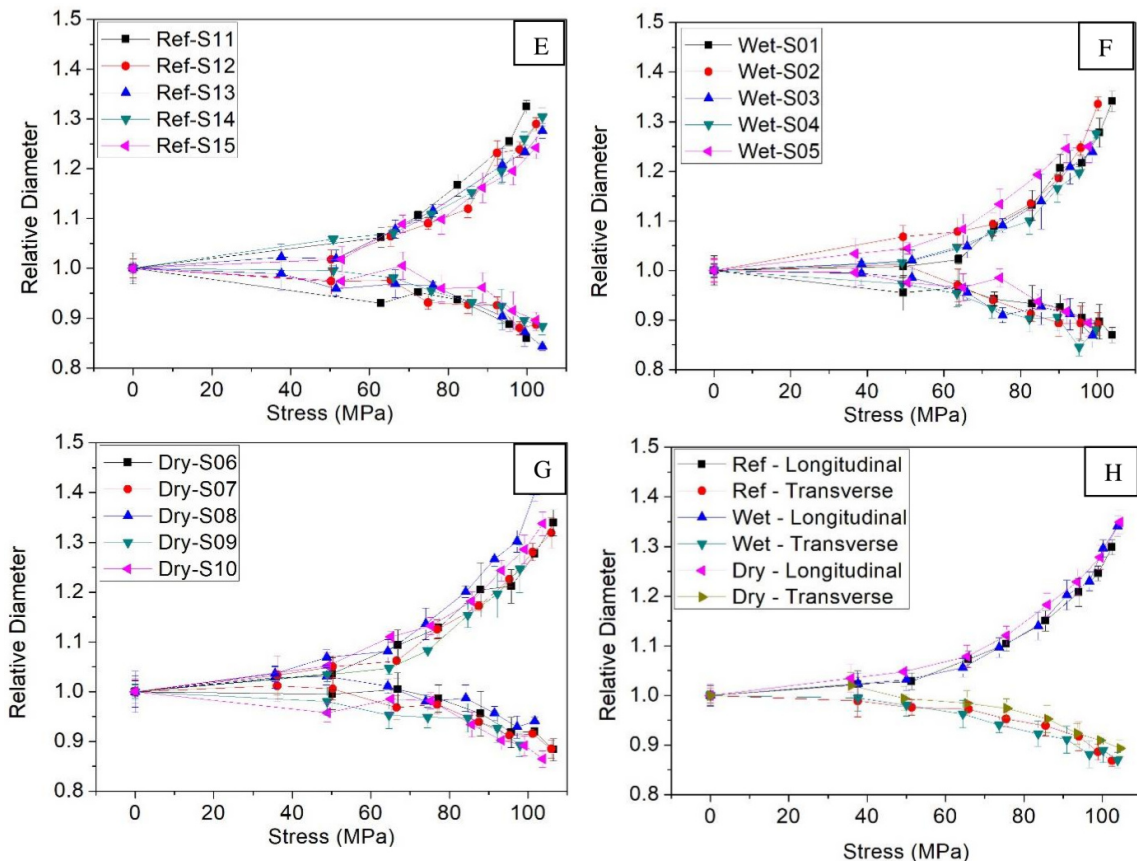 E
Ref-S11
Ref-S12
Ref-S13
Ref-S14
Ref-S15
Relative Diameter
1.5
1.4
1.3
1.2
1.1
1.0
0.9
0.8
0 20 40 60 80 100
Stress (MPa)
F
Wet-S01
Wet-S02
Wet-S03
Wet-S04
Wet-S05
Relative Diameter
1.5
1.4
1.3
1.2
1.1
1.0
0.9
0.8
0 20 40 60 80 100
Stress (MPa)
G
Dry-S06
Dry-S07
Dry-S08
Dry-S09
Dry-S10
Relative Diameter
1.5
1.4
1.3
1.2
1.1
1.0
0.9
0.8
0 20 40 60 80 100
Stress (MPa)
H
Ref - Longitudinal
Ref - Transverse
Wet - Longitudinal
Wet - Transverse
Dry - Longitudinal
Dry - Transverse
Relative Diameter
1.5
1.4
1.3
1.2
1.1
1.0
0.9
0.8
0 20 40 60 80 100
Stress (MPa)